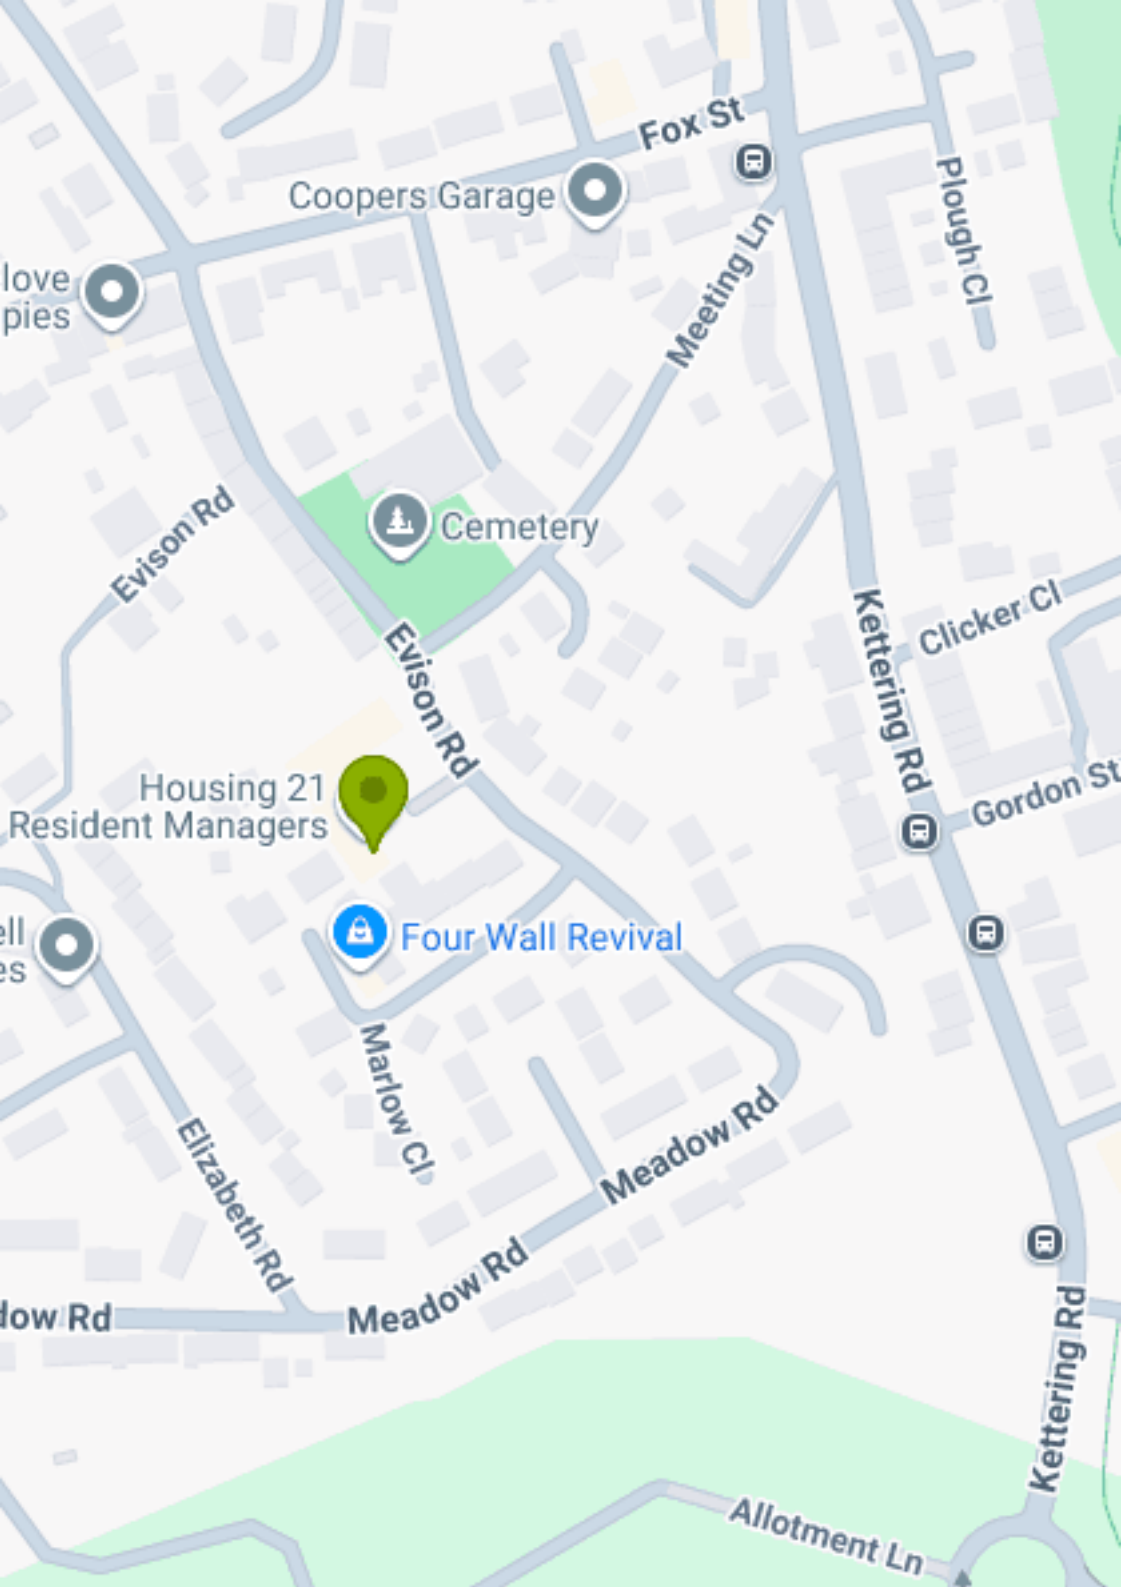 Fox St
Coopers Garage
Plough Cl
love
pies
Meeting Ln
Evison Rd
Cemetery
Clicker Cl
Evison Rd
Kettering Rd
Housing 21
Resident Managers
Gordon St
Four Wall Revival
ell
es
Marlow Cl
Meadow Rd
Elizabeth Rd
Meadow Rd
dow Rd
Kettering Rd
Allotment Ln